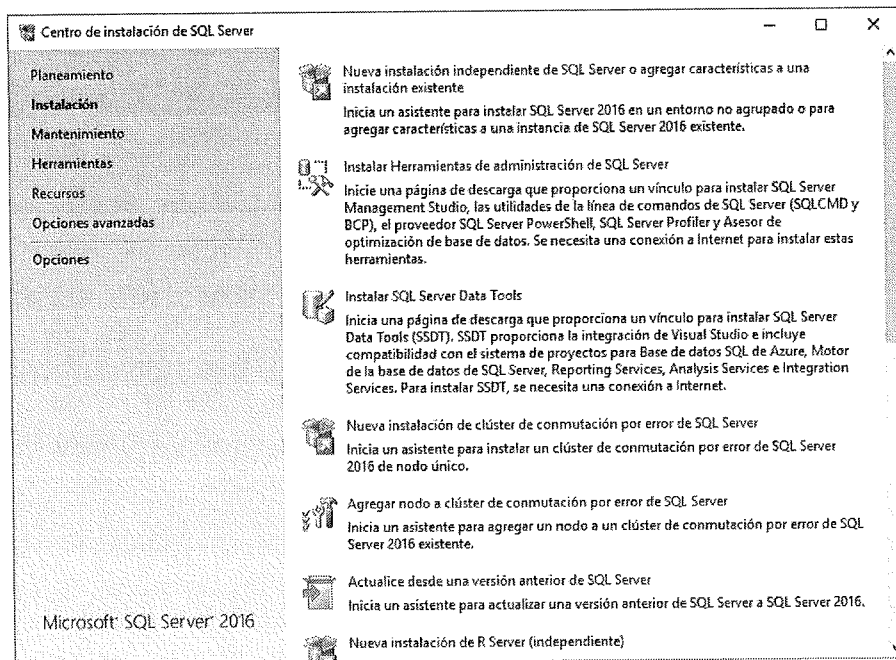 Centro de instalación de SQL Server
Planeamiento
Instalación
Mantenimiento
Herramientas
Recursos
Opciones avanzadas
Opciones
Microsoft SQL Server 2016
Nueva instalación independiente de SQL Server o agregar características a una
instalación existente
Inicia un asistente para instalar SQL Server 2016 en un entorno no agrupado o para
agregar características a una instancia de SQL Server 2016 existente.
Instalar Herramientas de administración de SQL Server
Inicie una página de descarga que proporciona un vínculo para instalar SQL Server
Management Studio, las utilidades de la línea de comandos de SQL Server (SQLCMD y
BCP), el proveedor SQL Server PowerShell, SQL Server Profiler y Asesor de
optimización de base de datos. Se necesita una conexión a Internet para instalar estas
herramientas.
Instalar SQL Server Data Tools
Inicia una página de descarga que proporciona un vínculo para instalar SQL Server
Data Tools (SSDT). SSDT proporciona la integración de Visual Studio e incluye
compatibilidad con el sistema de proyectos para Base de datos SQL de Azure, Motor
de la base de datos de SQL Server, Reporting Services, Analysis Services e Integration
Services. Para instalar SSDT, se necesita una conexión a Internet.
Nueva instalación de clúster de conmutación por error de SQL Server
Inicia un asistente para instalar un clúster de conmutación por error de SQL Server
2016 de nodo único.
Agregar nodo a clúster de conmutación por error de SQL Server
Inicia un asistente para agregar un nodo a un clúster de conmutación por error de SQL
Server 2016 existente.
Actualice desde una versión anterior de SQL Server
Inicia un asistente para actualizar una versión anterior de SQL Server a SQL Server 2016.
Nueva instalación de R Server (independiente)